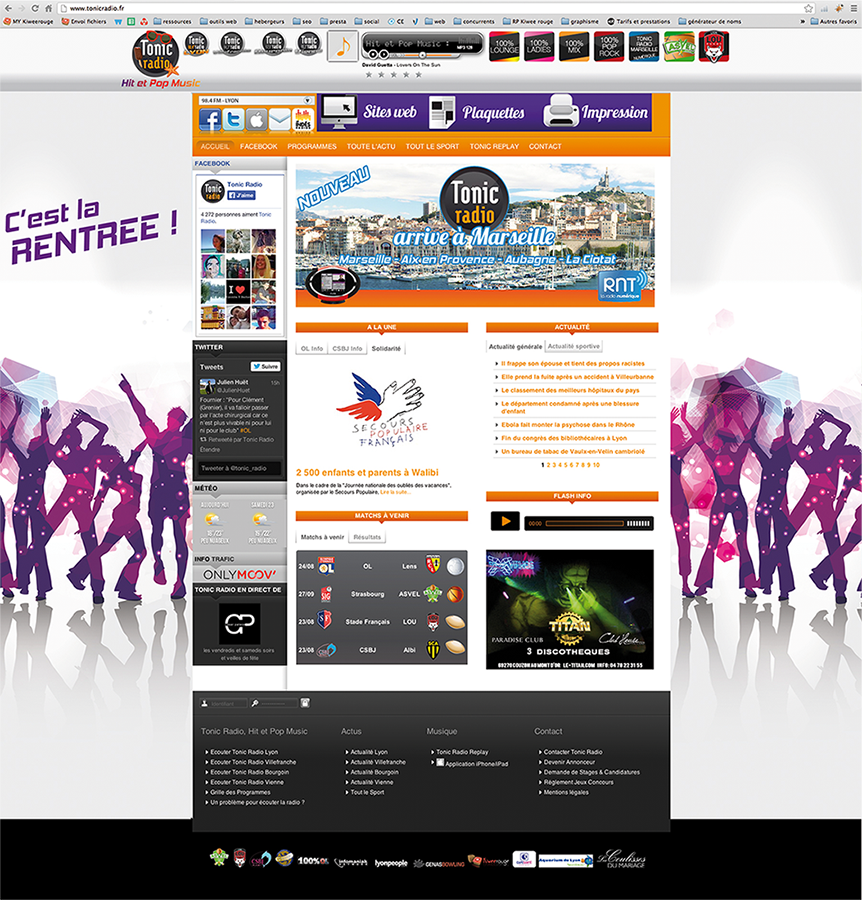 www.tonicradio.fr
MY Kiweerouge
Envoi fichiers
ressources
outils web
hebergeurs
seo
presta
social
CE
web
concurrents
RP Kiwee rouge
graphisme
Tarifs et prestations
générateur de noms
Autres favoris
Tonic radio
Hit et Pop Music
Hit et Pop Music :
MP3 128
David Guetta - Lovers On The Sun
100% LOUNGE
100% LADIES
100% MIX
100% POP ROCK
TONIC RADIO MARSEILLE
ASVEL
LOU
98.4 FM - LYON
Sites web
Plaquettes
Impression
ACCUEIL FACEBOOK PROGRAMMES TOUTE L'ACTU TOUT LE SPORT TONIC REPLAY CONTACT
FACEBOOK
Tonic Radio
J'aime
4 272 personnes aiment Tonic
Radio.
NOUVEAU
Tonic
radio
arrive à Marseille
Marseille - Aix en Provence - Aubagne - La Ciotat
RNT
la radio numérique
C'est la
RENTREE !
TWITTER
Tweets
Suivre
Julien Huët 15h
@JulienHuet
Fournier : "Pour Clément
(Grenier), il va falloir passer
par l'acte chirurgical car ce
n'est plus vivable ni pour lui
ni pour le club" #OL
Retweeté par Tonic Radio
Étendre
Tweeter à @tonic_radio
A LA UNE
OL Info CSBJ Info Solidarité
SECOURS
POPULAIRE
FRANÇAIS
2 500 enfants et parents à Walibi
Dans le cadre de la "Journée nationale des oubliés des vacances",
organisée par le Secours Populaire, Lire la suite...
ACTUALITÉ
Actualité générale Actualité sportive
Il frappe son épouse et tient des propos racistes
Elle prend la fuite après un accident à Villeurbanne
Le classement des meilleurs hôpitaux du pays
Le département condamné après une blessure
d'enfant
Ebola fait monter la psychose dans le Rhône
Fin du congrès des bibliothécaires à Lyon
Un bureau de tabac de Vaulx-en-Velin cambriolé
1 2 3 4 5 6 7 8 9 10
MÉTÉO
AUJOURD'HUI SAMEDI 23
PEU NUAGEUX PEU NUAGEUX
INFO TRAFIC
ONLYMOOV'
TONIC RADIO EN DIRECT DE
GP
les vendredis et samedis soirs
et veilles de fête
MATCHS À VENIR
Matchs à venir Résultats
24/08 OL Lens
27/09 Strasbourg ASVEL
23/08 Stade Français LOU
23/08 CSBJ Albi
FLASH INFO
00:00
TITAN
PARADISE CLUB
Club House
3 DISCOTHEQUES
69270 COUZON AU MONT D'OR LE-TITAN.COM INFO: 04 78 22 31 55
Identifiant
Tonic Radio, Hit et Pop Music
Ecouter Tonic Radio Lyon
Ecouter Tonic Radio Villefranche
Ecouter Tonic Radio Bourgoin
Ecouter Tonic Radio Vienne
Grille des Programmes
Un problème pour écouter la radio ?
Actus
Actualité Lyon
Actualité Villefranche
Actualité Bourgoin
Actualité Vienne
Tout le Sport
Musique
Tonic Radio Replay
Application iPhone/iPad
Contact
Contacter Tonic Radio
Devenir Annonceur
Demande de Stages & Candidatures
Règlement Jeux Concours
Mentions légales
100% OL
infomaniak
lyonpeople
GENASBOWLING
Kiweerouge
Aquarium de Lyon
Les Coulisses
DU MARIAGE